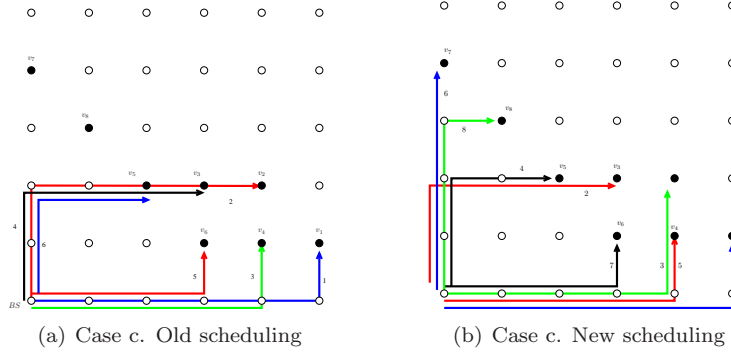 v7
v8
v5
v3
v2
2
4
6
v6
v4
v1
5
3
1
BS
(a) Case c. Old scheduling
v7
6
v8
8
4
v5
v3
2
v6
v4
7
3
5
(b) Case c. New scheduling